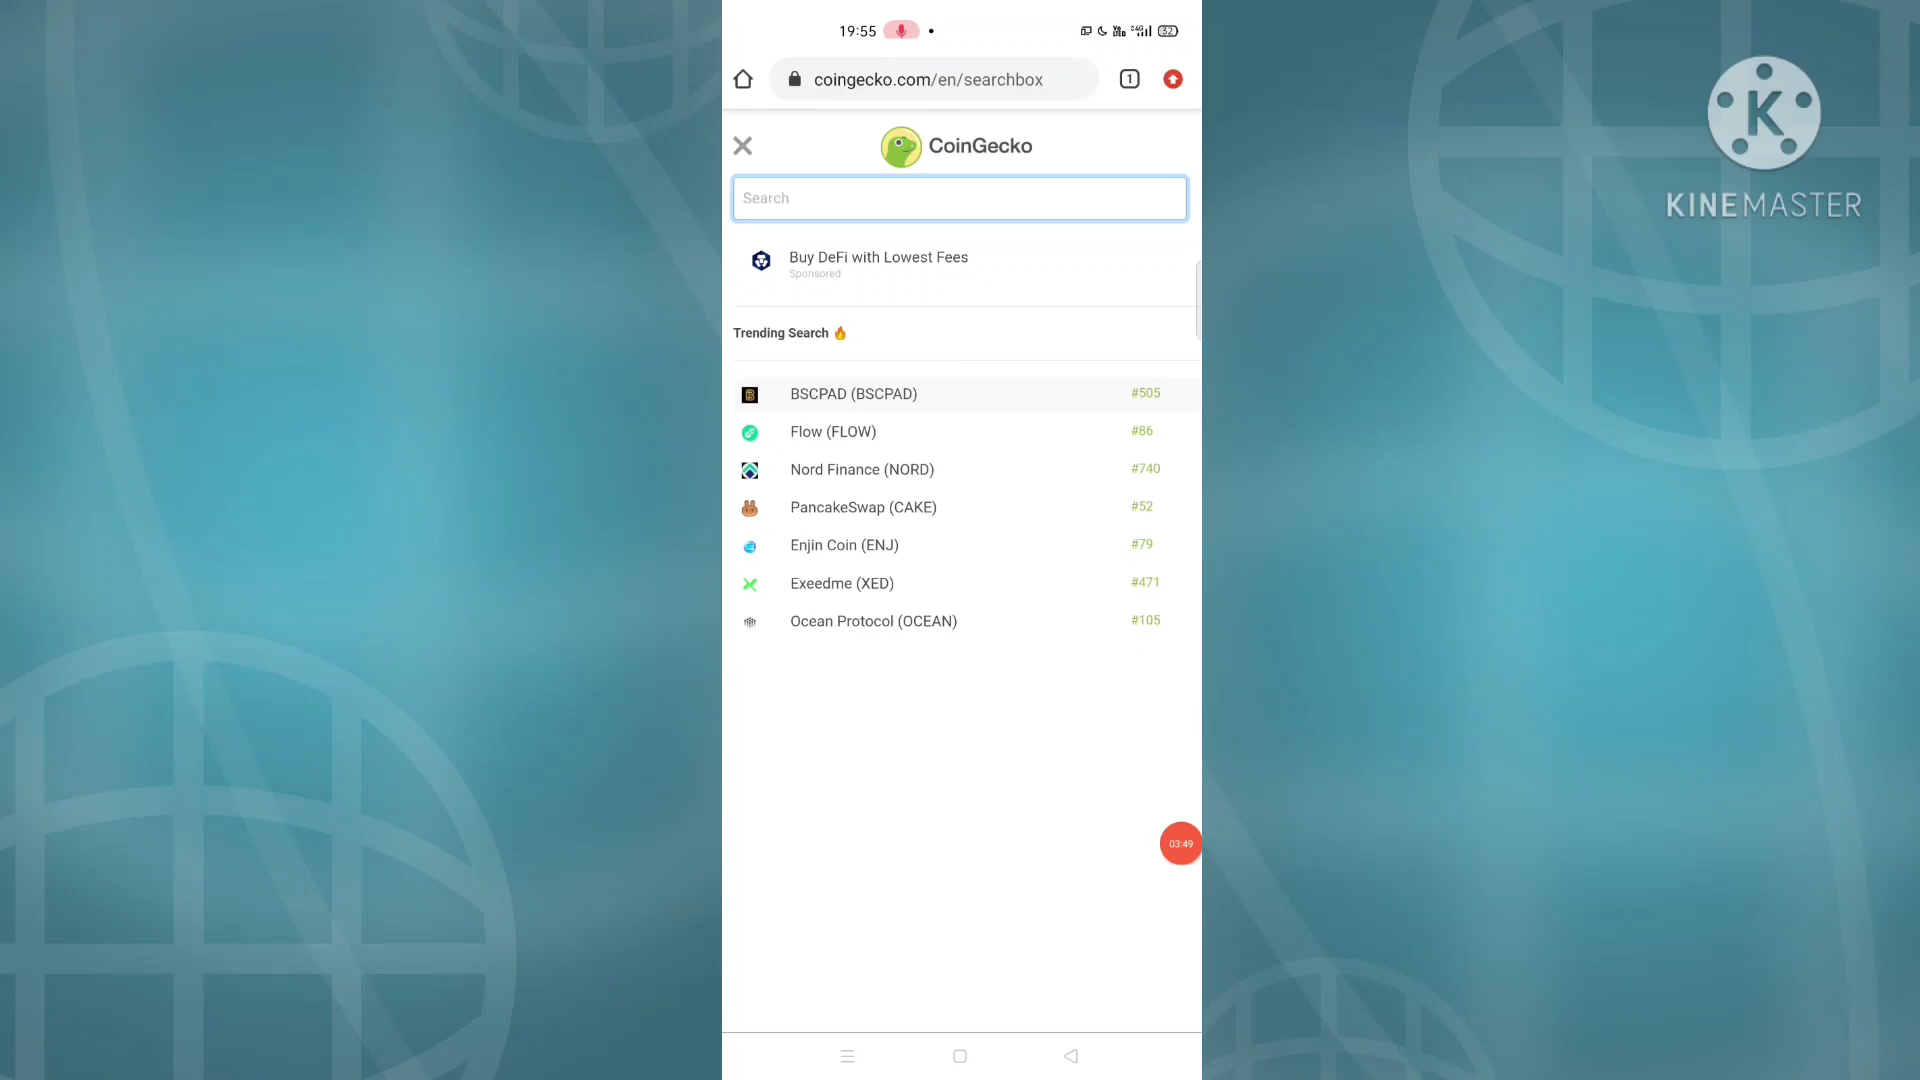 19:55
32
coingecko.com/en/searchbox
1
CoinGecko
Search
Buy DeFi with Lowest Fees
Sponsored
Trending Search 🔥
BSCPAD (BSCPAD) #505
Flow (FLOW) #86
Nord Finance (NORD) #740
PancakeSwap (CAKE) #52
Enjin Coin (ENJ) #79
Exeedme (XED) #471
Ocean Protocol (OCEAN) #105
03:49
K
KINEMASTER